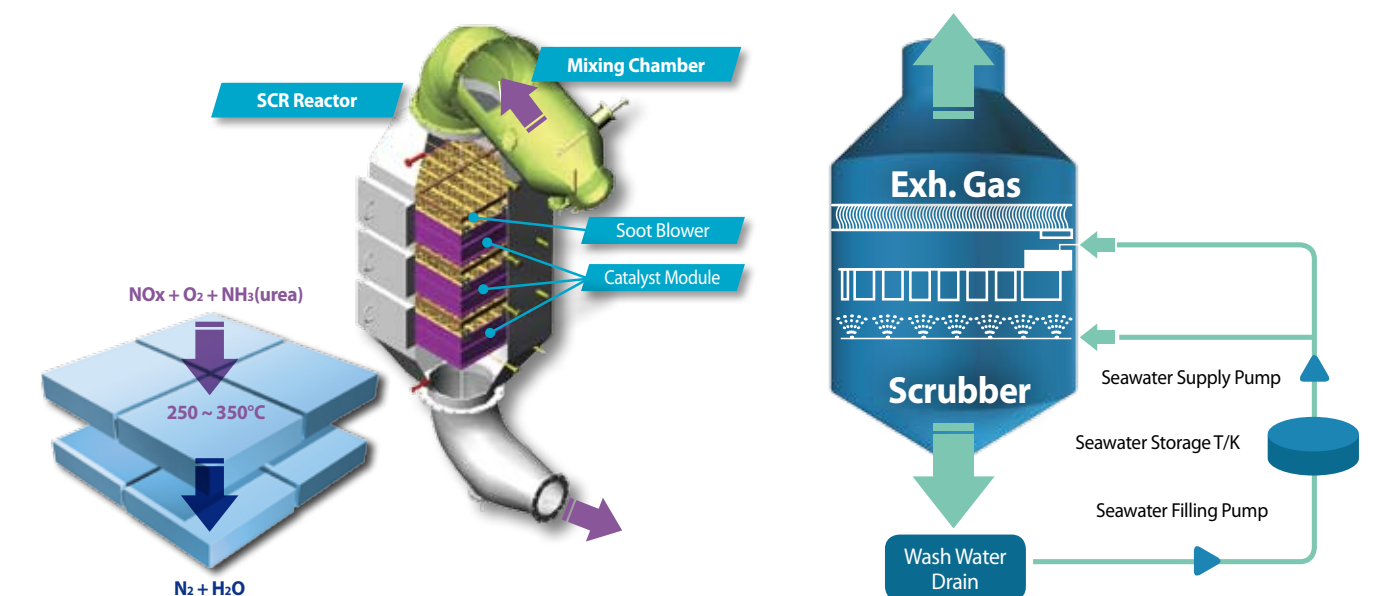 Mixing Chamber
SCR Reactor
Soot Blower
Catalyst Module
NOx + O₂ + NH₃(urea)
250 ~ 350°C
N₂ + H₂O
Exh. Gas
Scrubber
Seawater Supply Pump
Seawater Storage T/K
Seawater Filling Pump
Wash Water
Drain